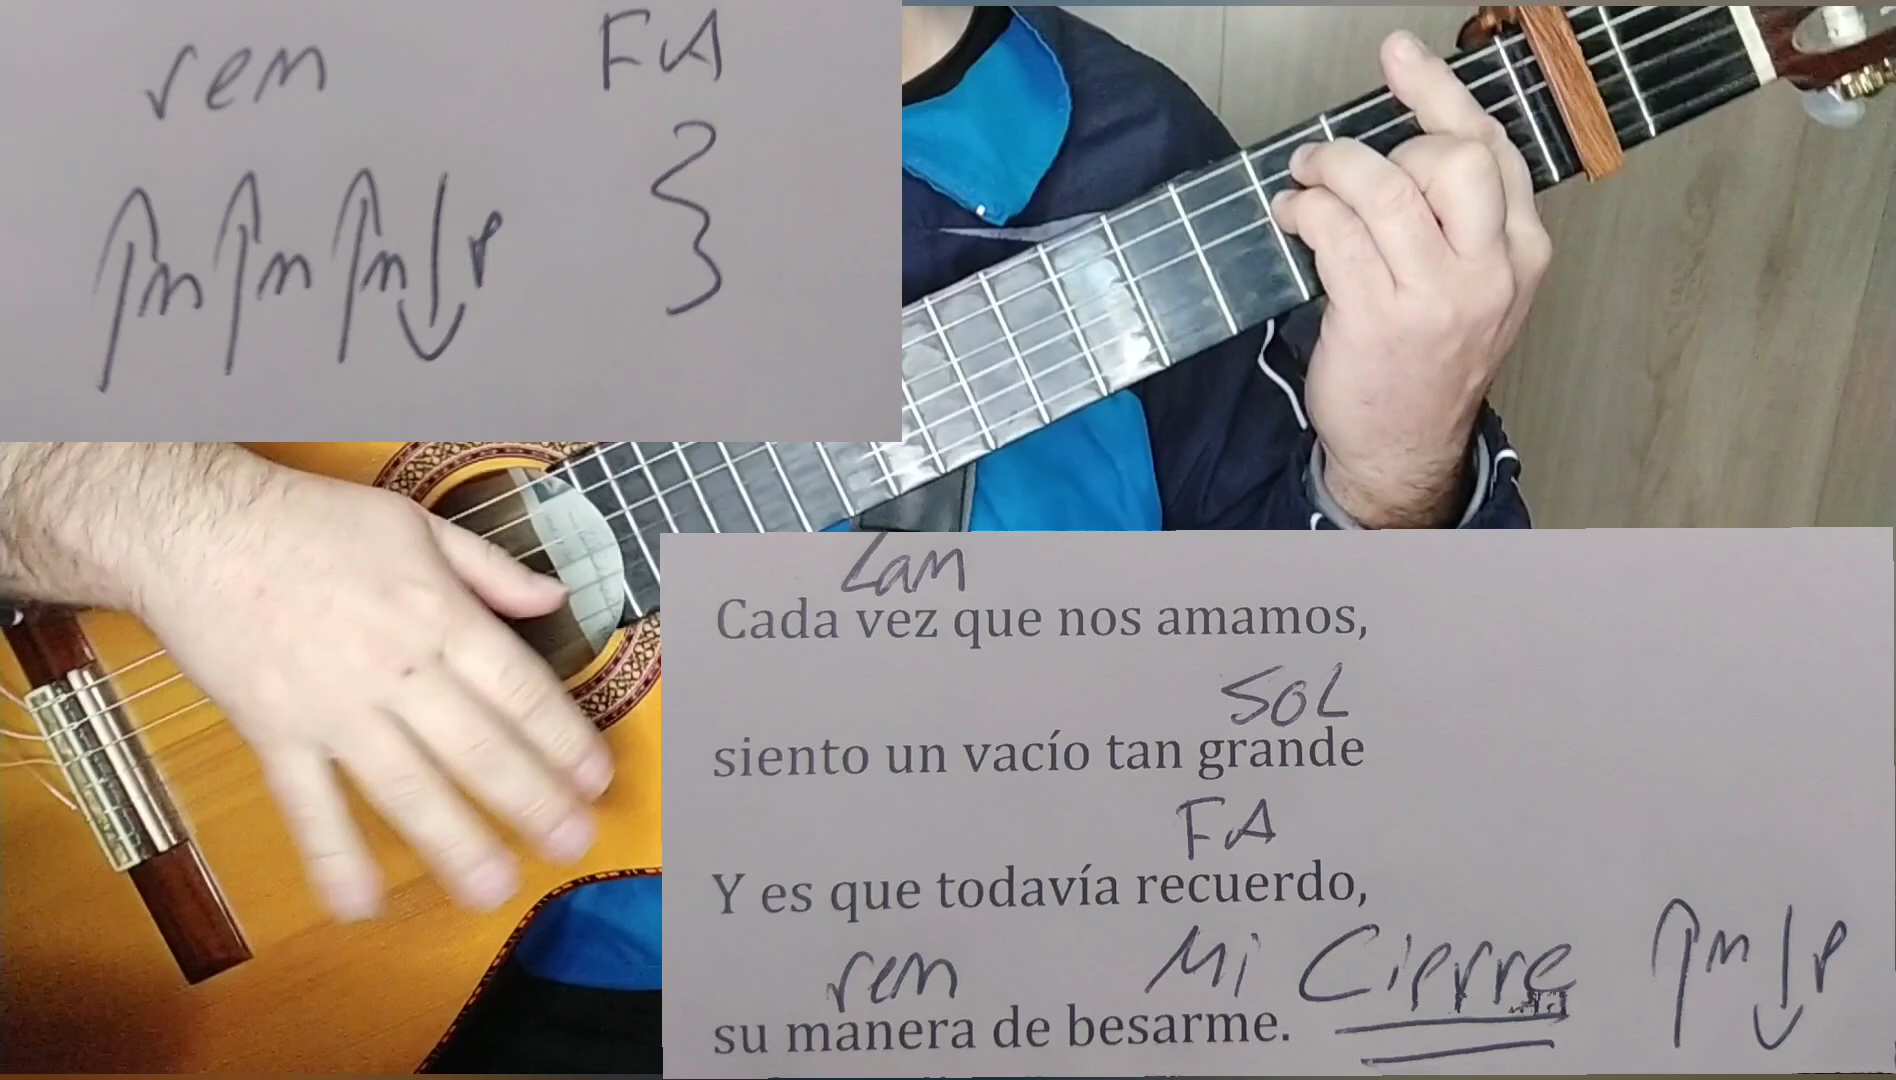 rem FA
m m m p
Lam
Cada vez que nos amamos,
SOL
siento un vacío tan grande
FA
Y es que todavía recuerdo,
rem Mi Cierre m p
su manera de besarme.